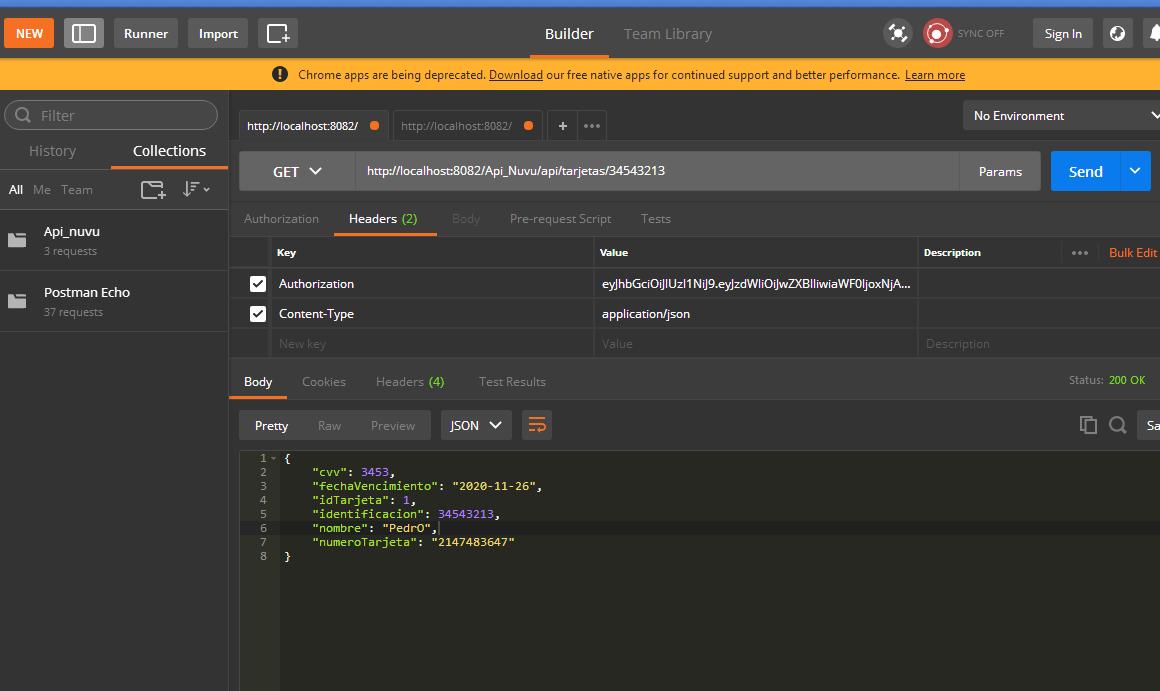 NEW Runner Import Builder Team Library SYNC OFF Sign In
Chrome apps are being deprecated. Download our free native apps for continued support and better performance. Learn more
Filter
History Collections
All Me Team
Api_nuvu
3 requests
Postman Echo
37 requests
http://localhost:8082/ http://localhost:8082/ + ••• No Environment
GET http://localhost:8082/Api_Nuvu/api/tarjetas/34543213 Params Send
Authorization Headers (2) Body Pre-request Script Tests
Key Value Description ••• Bulk Edit
Authorization
Content-Type application/json
New key Value Description
Body Cookies Headers (4) Test Results Status: 200 OK
Pretty Raw Preview JSON Sa
1 {
2 "cvv": 3453,
3 "fechaVencimiento": "2020-11-26",
4 "idTarjeta": 1,
5 "identificacion": 34543213,
6 "nombre": "PedrO",
7 "numeroTarjeta": "2147483647"
8 }